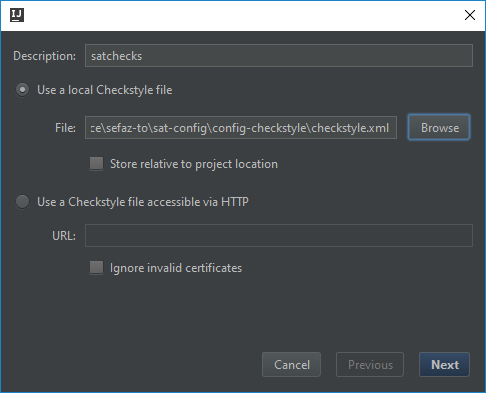 IJ
Description: satchecks
Use a local Checkstyle file
File: ce\sefaz-to\sat-config\config-checkstyle\checkstyle.xml Browse
Store relative to project location
Use a Checkstyle file accessible via HTTP
URL:
Ignore invalid certificates
Cancel Previous Next